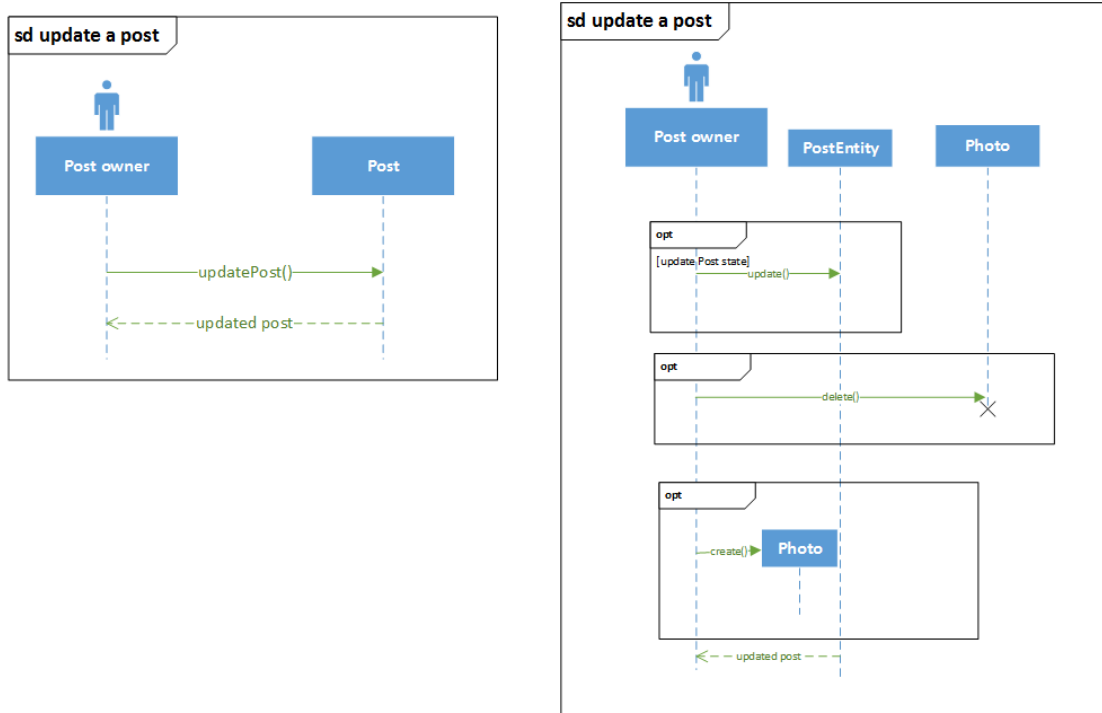 sd update a post
Post owner
Post
updatePost()
updated post
sd update a post
Post owner
PostEntity
Photo
opt
[update Post state]
update()
opt
delete()
opt
create()
Photo
updated post